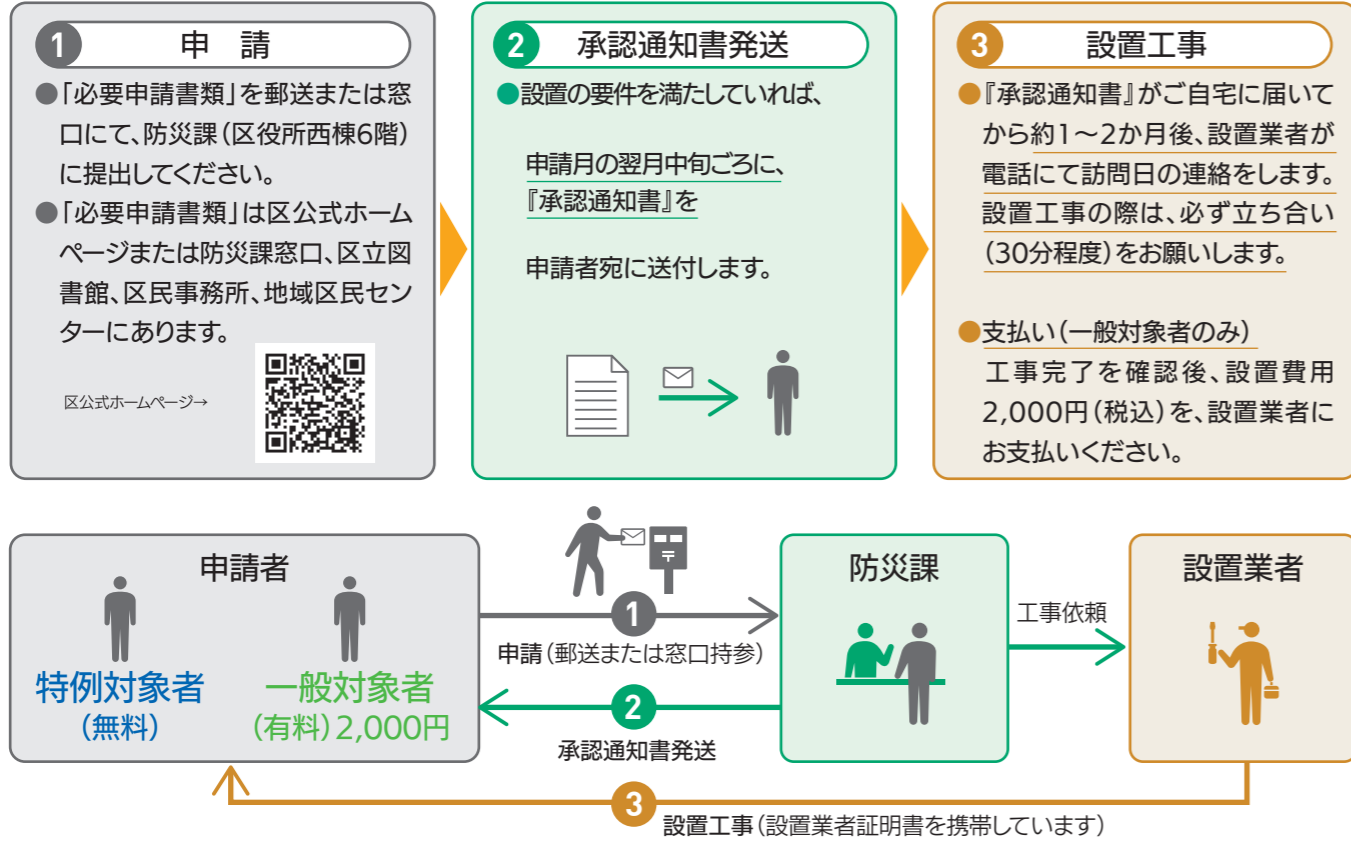 1 申　請
●「必要申請書類」を郵送または窓
口にて、防災課（区役所西棟6階）
に提出してください。
●「必要申請書類」は区公式ホーム
ページまたは防災課窓口、区立図
書館、区民事務所、地域区民セン
ターにあります。
区公式ホームページ→
2 承認通知書発送
●設置の要件を満たしていれば、
申請月の翌月中旬ごろに、
『承認通知書』を
申請者宛に送付します。
3 設置工事
●『承認通知書』がご自宅に届いて
から約1～2か月後、設置業者が
電話にて訪問日の連絡をします。
設置工事の際は、必ず立ち合い
（30分程度）をお願いします。
●支払い（一般対象者のみ）
工事完了を確認後、設置費用
2,000円（税込）を、設置業者に
お支払いください。
申請者
特例対象者
（無料）
一般対象者
（有料）2,000円
〒
1
申請（郵送または窓口持参）
2
承認通知書発送
防災課
工事依頼
設置業者
3
設置工事（設置業者証明書を携帯しています）